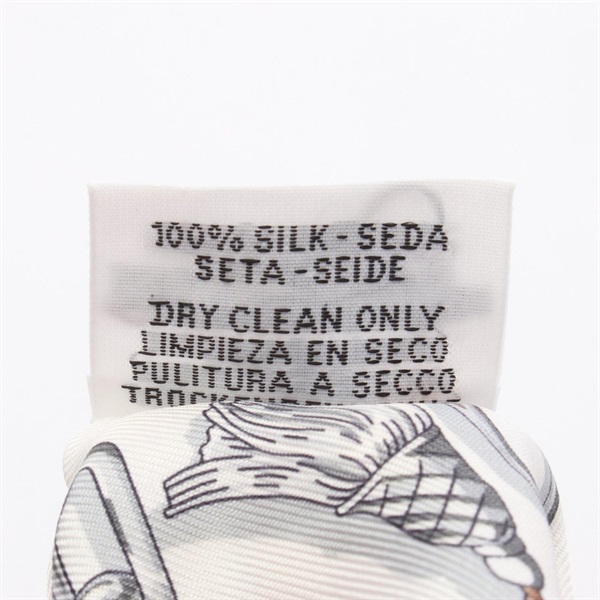 100% SILK - SEDA
SETA - SEIDE
DRY CLEAN ONLY
LIMPIEZA EN SECO
PULITURA A SECCO